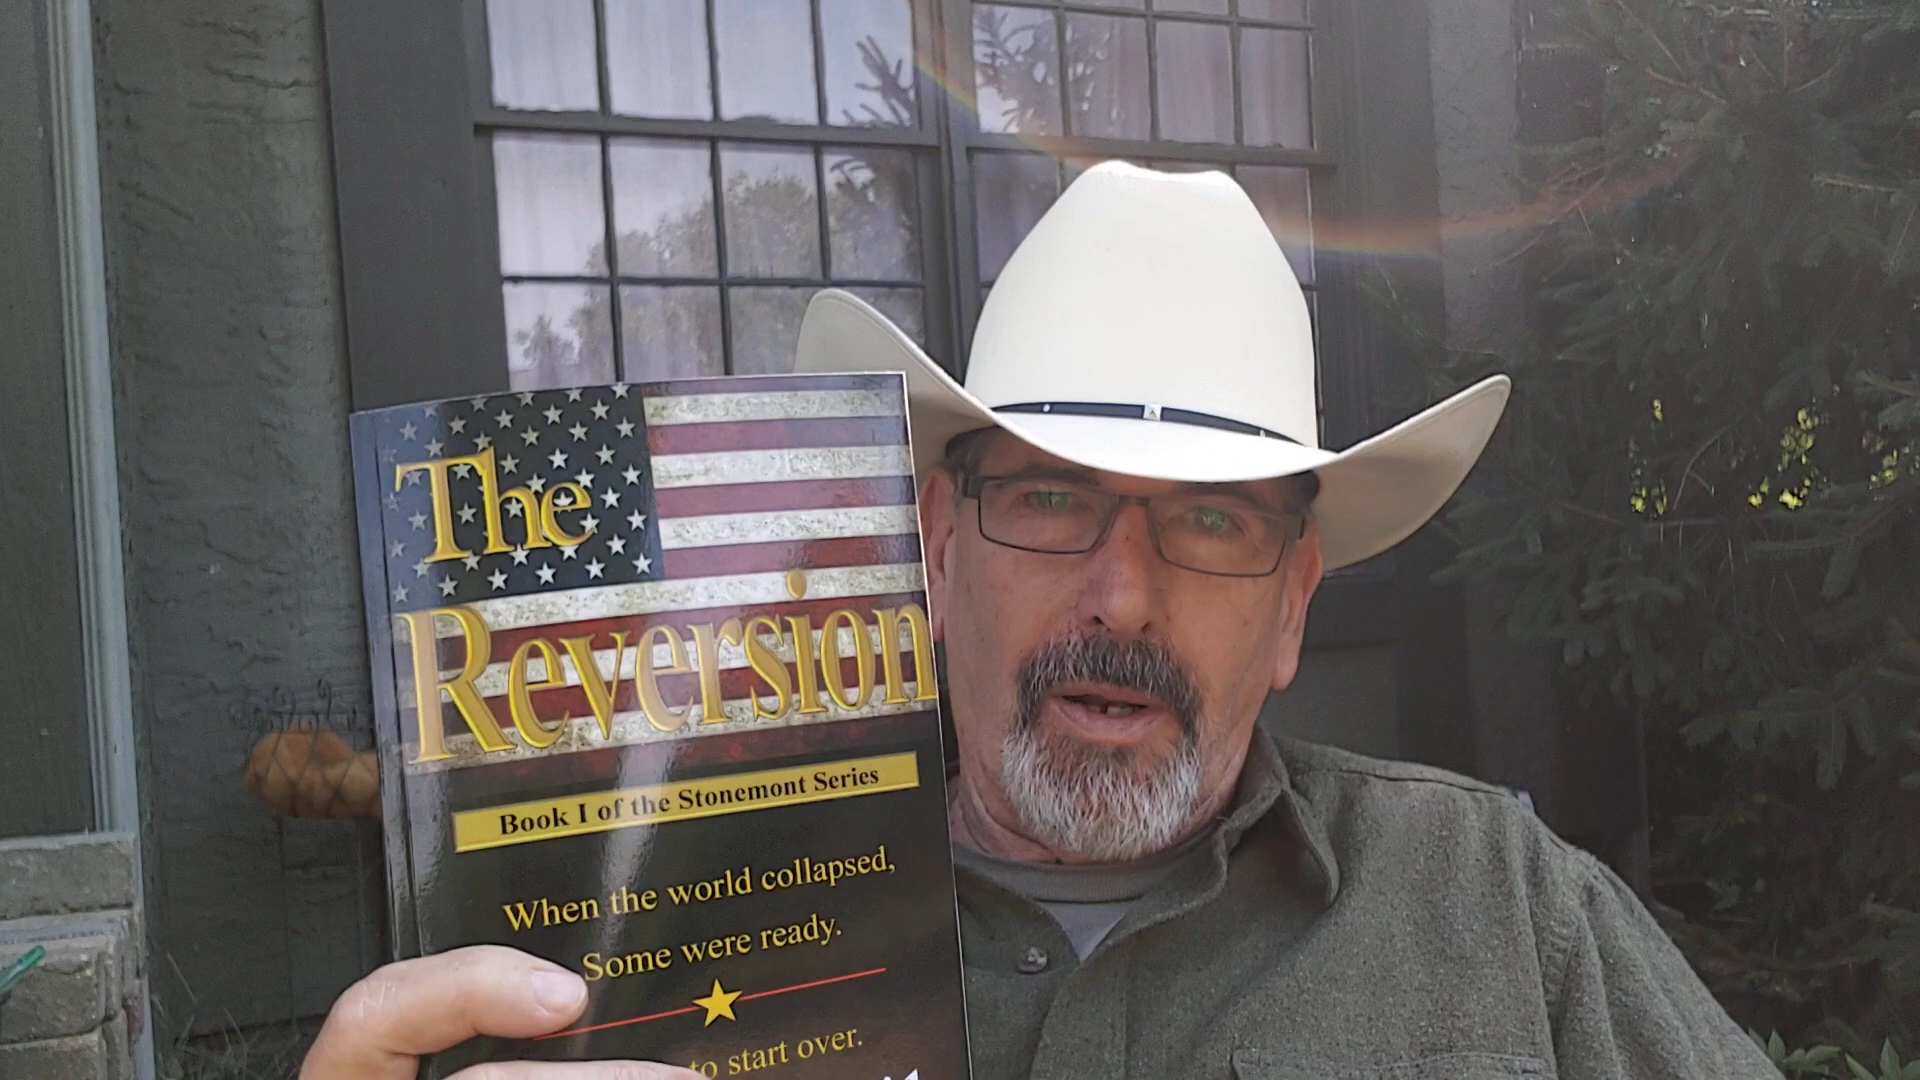 The
Reversion
Book I of the Stonemont Series
When the world collapsed,
Some were ready.
to start over.